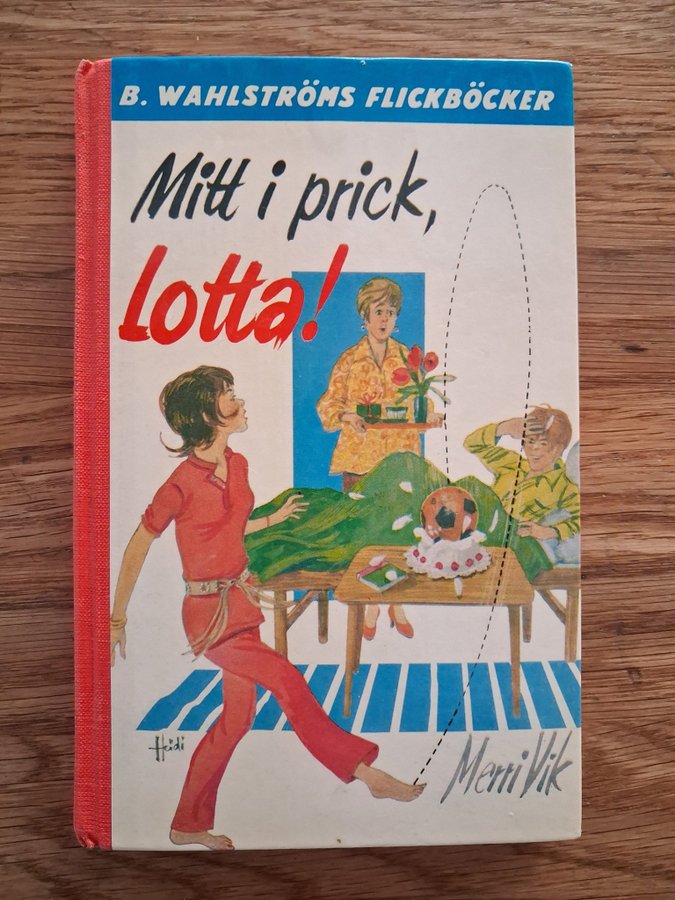 B. WAHLSTRÖMS FLICKBÖCKER
Mitt i prick,
Lotta!
Heidi
Merri Vik